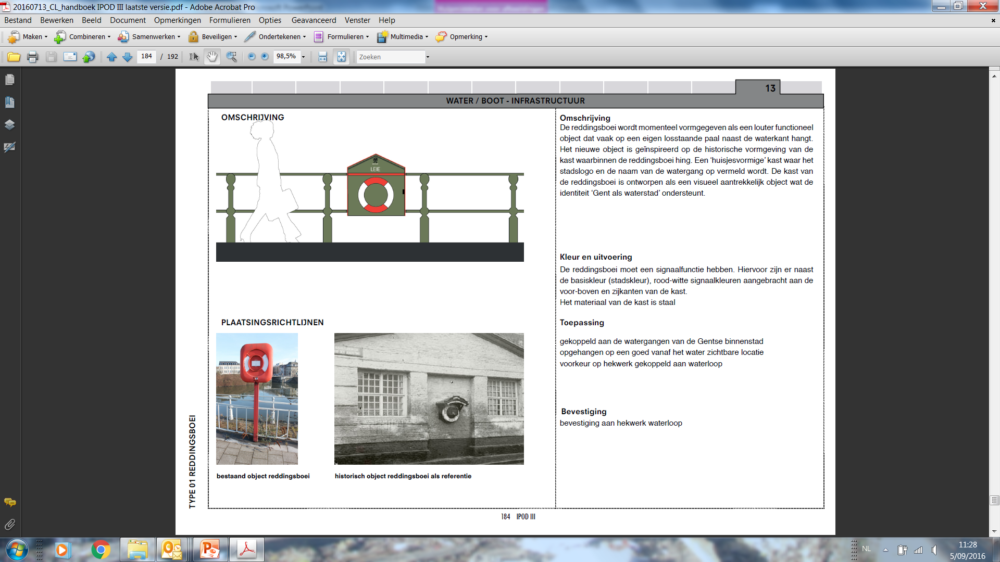 20160713_CL_handboek IPOD III laatste versie.pdf - Adobe Acrobat Pro
Bestand Bewerken Beeld Document Opmerkingen Formulieren Opties Geavanceerd Venster Help
Maken Combineren Samenwerken Beveiligen Ondertekenen Formulieren Multimedia Opmerking
184 / 192 98,5% Zoeken
13
WATER / BOOT - INFRASTRUCTUUR
OMSCHRIJVING
LEIE
PLAATSINGSRICHTLIJNEN
bestaand object reddingsboei
historisch object reddingsboei als referentie
TYPE 01 REDDINGSBOEI
Omschrijving
De reddingsboei wordt momenteel vormgegeven als een louter functioneel
object dat vaak op een eigen losstaande paal naast de waterkant hangt.
Het nieuwe object is geïnspireerd op de historische vormgeving van de
kast waarbinnen de reddingsboei hing. Een ‘huisjesvormige’ kast waar het
stadslogo en de naam van de watergang op vermeld wordt. De kast van
de reddingsboei is ontworpen als een visueel aantrekkelijk object wat de
identiteit ‘Gent als waterstad’ ondersteunt.
Kleur en uitvoering
De reddingsboei moet een signaalfunctie hebben. Hiervoor zijn er naast
de basiskleur (stadskleur), rood-witte signaalkleuren aangebracht aan de
voor-boven en zijkanten van de kast.
Het materiaal van de kast is staal
Toepassing
gekoppeld aan de watergangen van de Gentse binnenstad
opgehangen op een goed vanaf het water zichtbare locatie
voorkeur op hekwerk gekoppeld aan waterloop
Bevestiging
bevestiging aan hekwerk waterloop
184 IPOD III
NL
11:28
5/09/2016